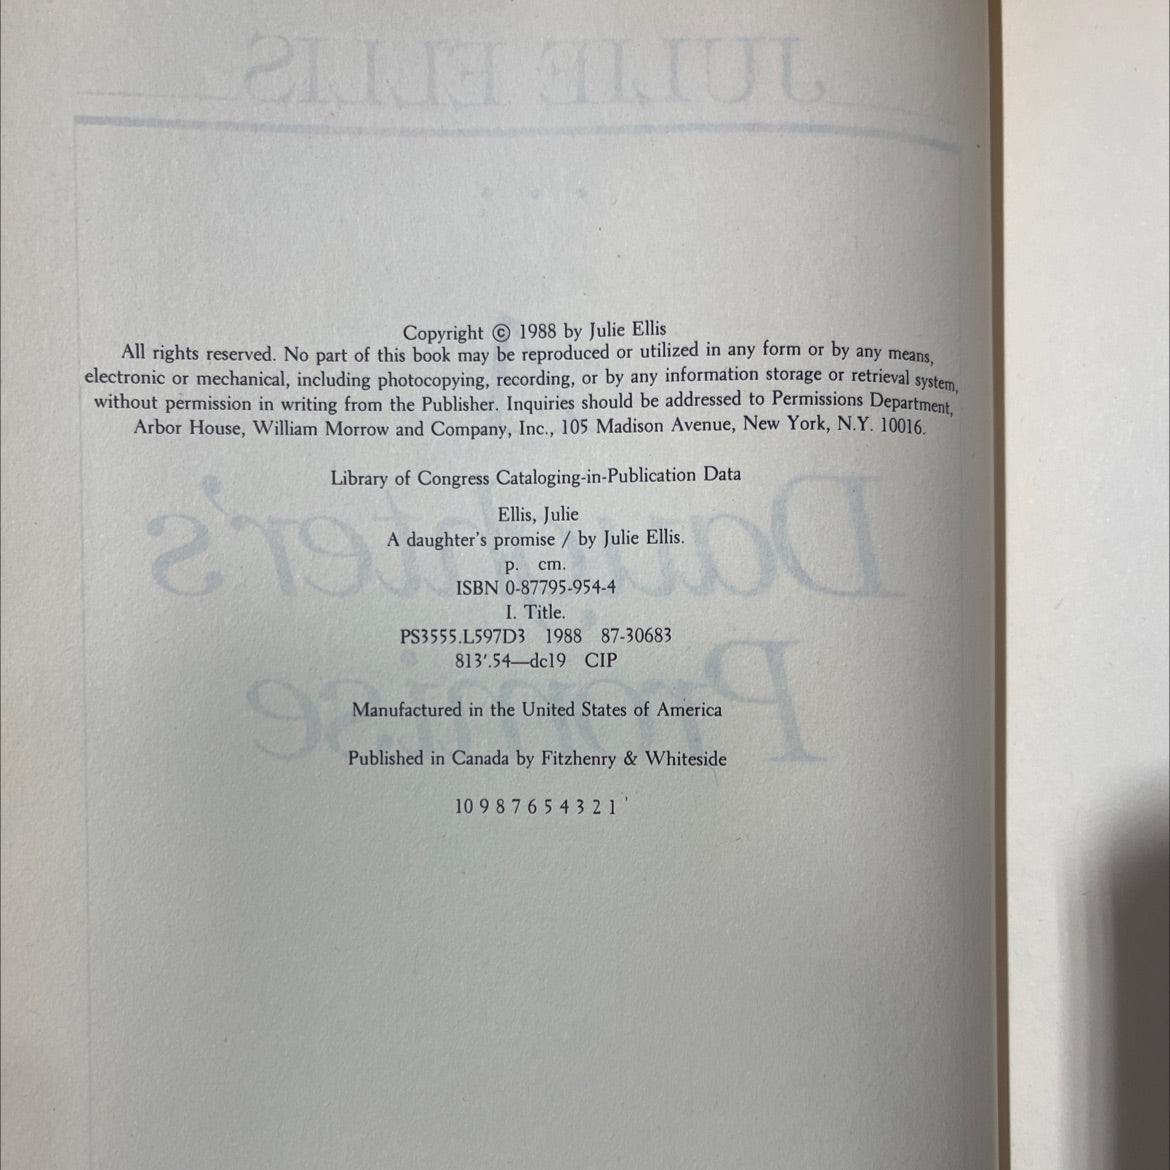 JULIE ELLIS
Copyright © 1988 by Julie Ellis
All rights reserved. No part of this book may be reproduced or utilized in any form or by any means,
electronic or mechanical, including photocopying, recording, or by any information storage or retrieval system,
without permission in writing from the Publisher. Inquiries should be addressed to Permissions Department,
Arbor House, William Morrow and Company, Inc., 105 Madison Avenue, New York, N.Y. 10016.
Library of Congress Cataloging-in-Publication Data
Ellis, Julie
A daughter's promise / by Julie Ellis.
p. cm.
ISBN 0-87795-954-4
I. Title.
PS3555.L597D3 1988 87-30683
813'.54—dc19 CIP
Manufactured in the United States of America
Published in Canada by Fitzhenry & Whiteside
10 9 8 7 6 5 4 3 2 1
A
Daughter's
Promise